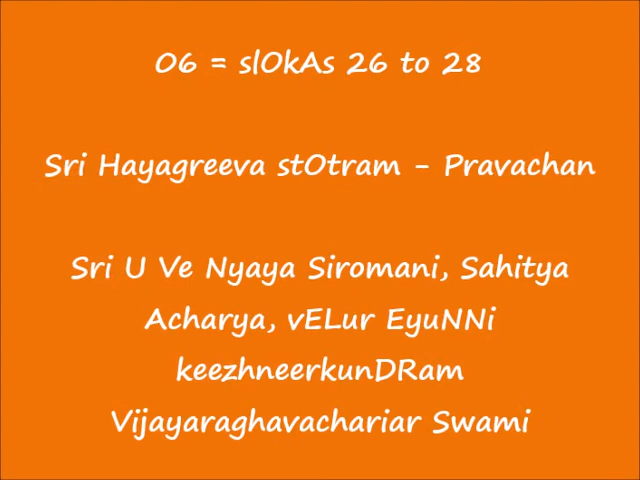 06 = slOkAs 26 to 28
Sri Hayagreeva stOtram - Pravachan
Sri U Ve Nyaya Siromani, Sahitya
Acharya, vELur EyuNNi
keezhneerkunDRam
Vijayaraghavachariar Swami